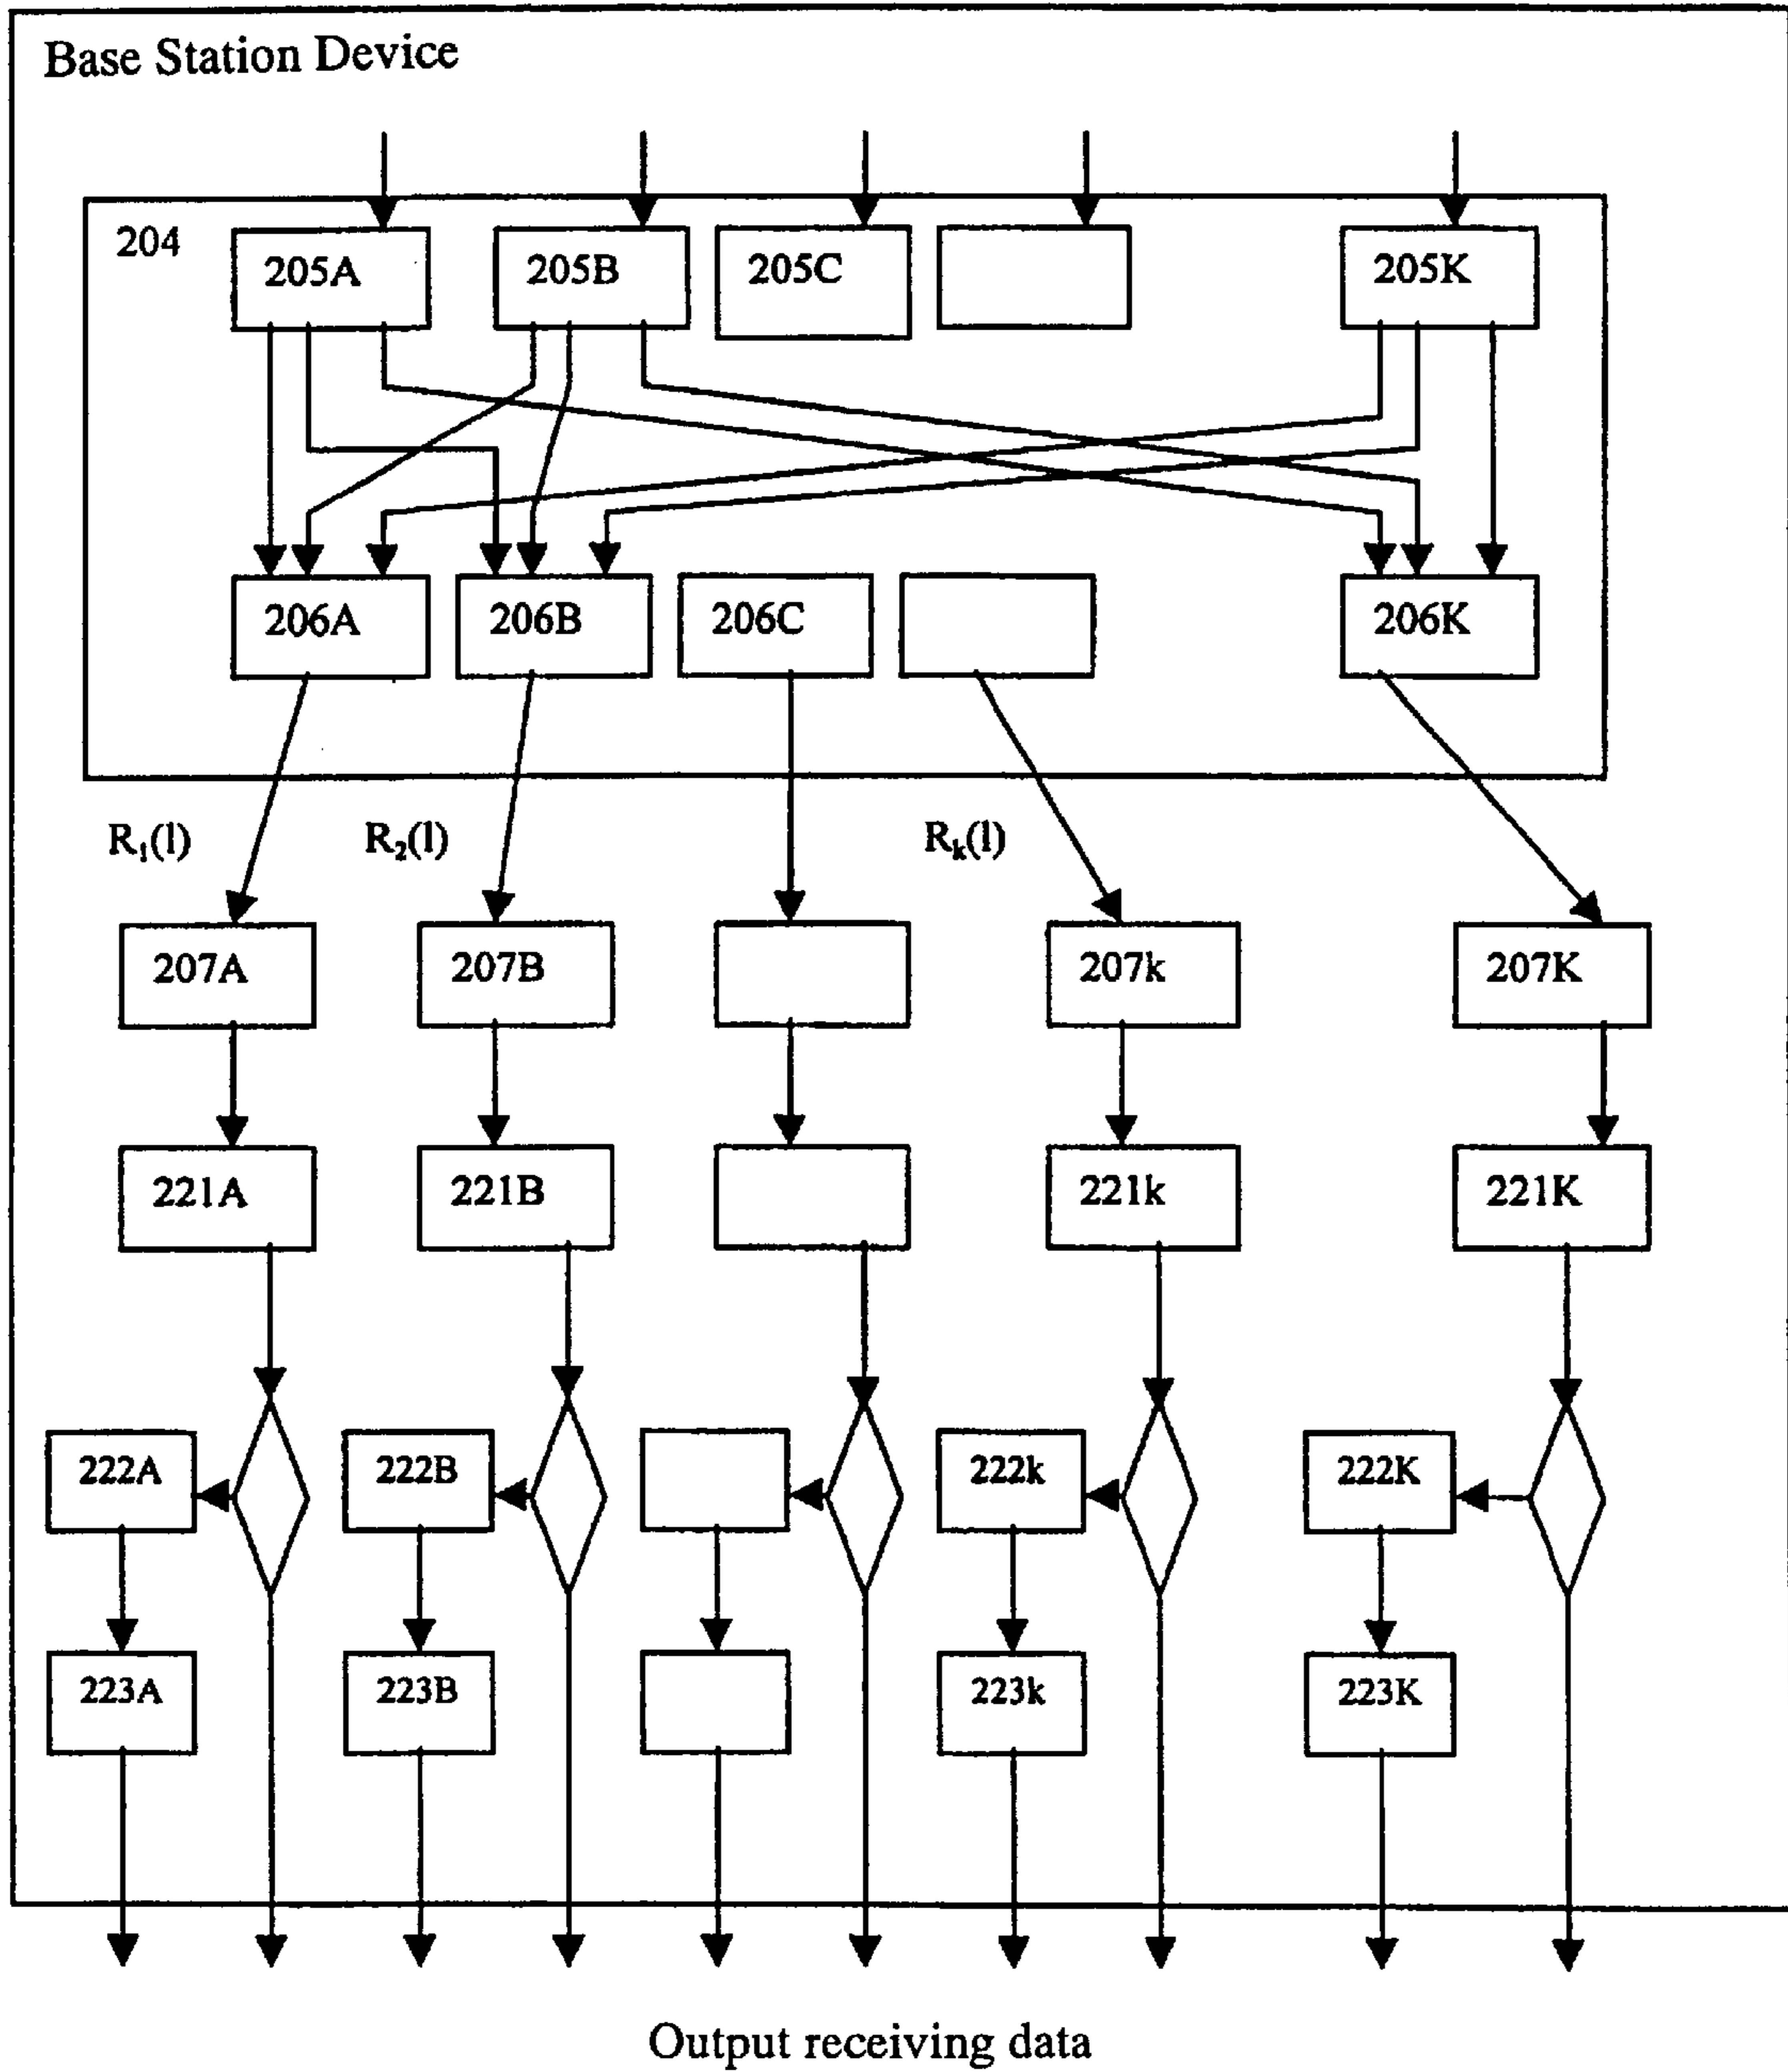 Base Station Device
204
205A 205B 205C 205K
206A 206B 206C 206K
R₁(l) R₂(l) Rₖ(l)
207A 207B 207k 207K
221A 221B 221k 221K
222A 222B 222k 222K
223A 223B 223k 223K
Output receiving data